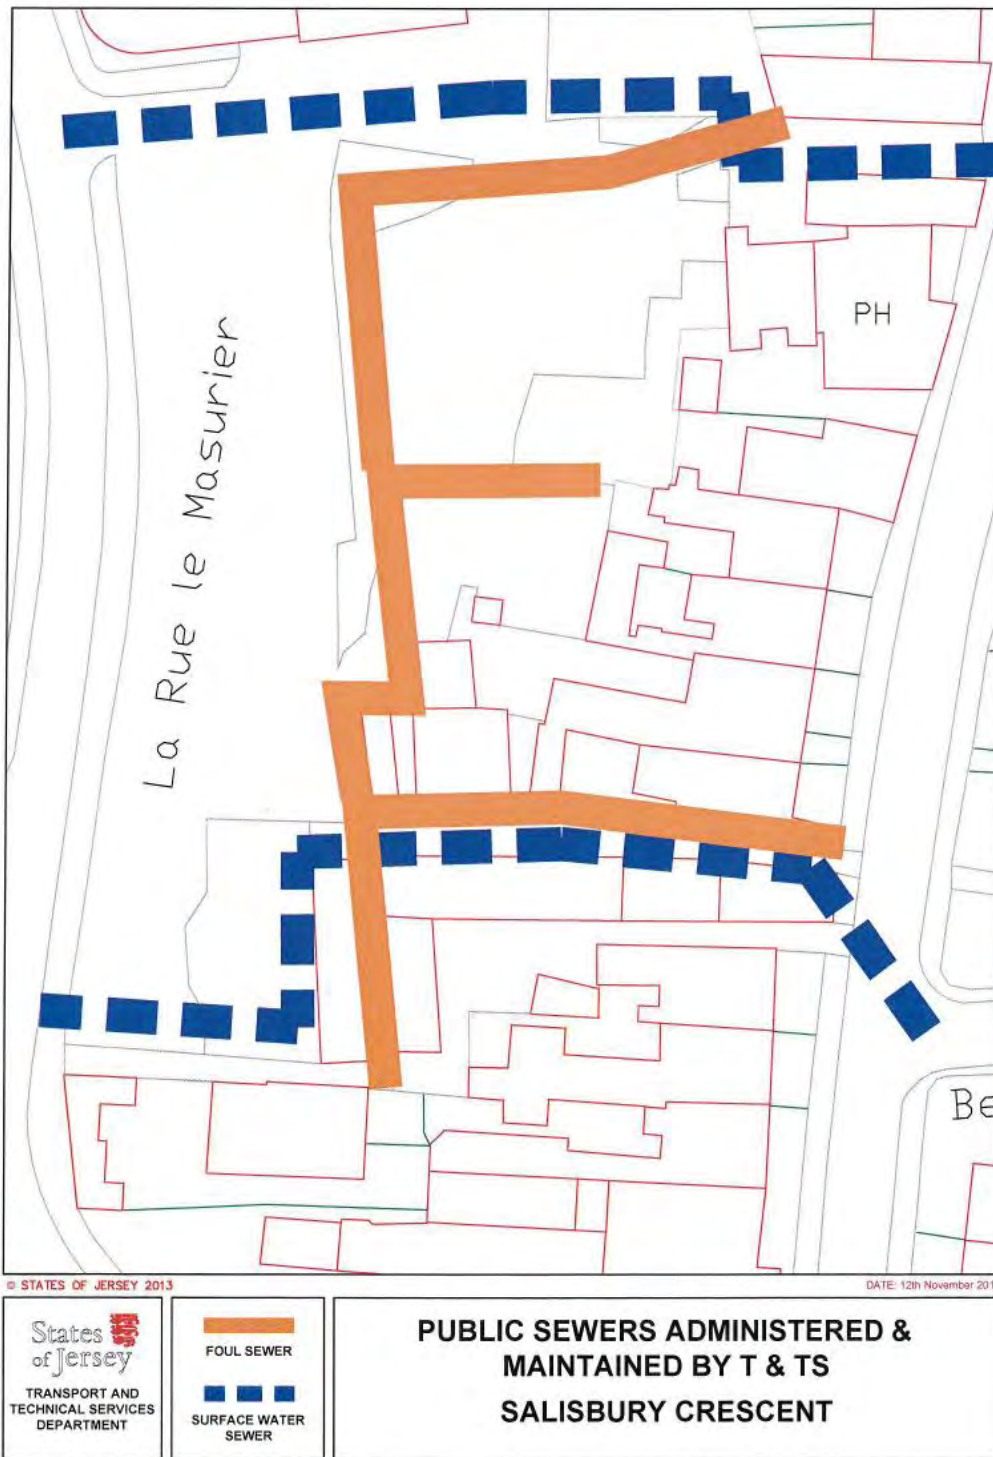 PH
La Rue le Masurier
© STATES OF JERSEY 2013
DATE: 12th November 201
States
of Jersey
TRANSPORT AND
TECHNICAL SERVICES
DEPARTMENT
FOUL SEWER
SURFACE WATER
SEWER
PUBLIC SEWERS ADMINISTERED &
MAINTAINED BY T & TS
SALISBURY CRESCENT